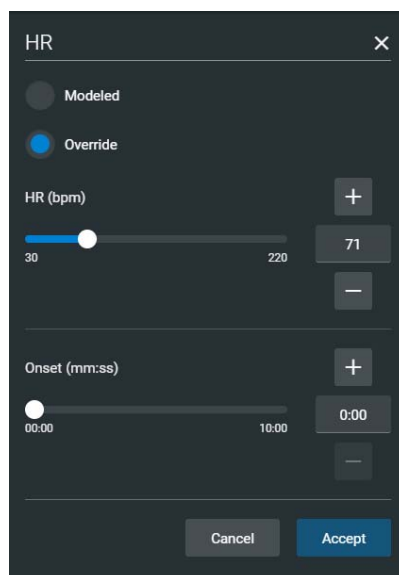 HR
Modeled
Override
HR (bpm)
71
30 220
Onset (mm:ss)
0:00
00:00 10:00
Cancel Accept